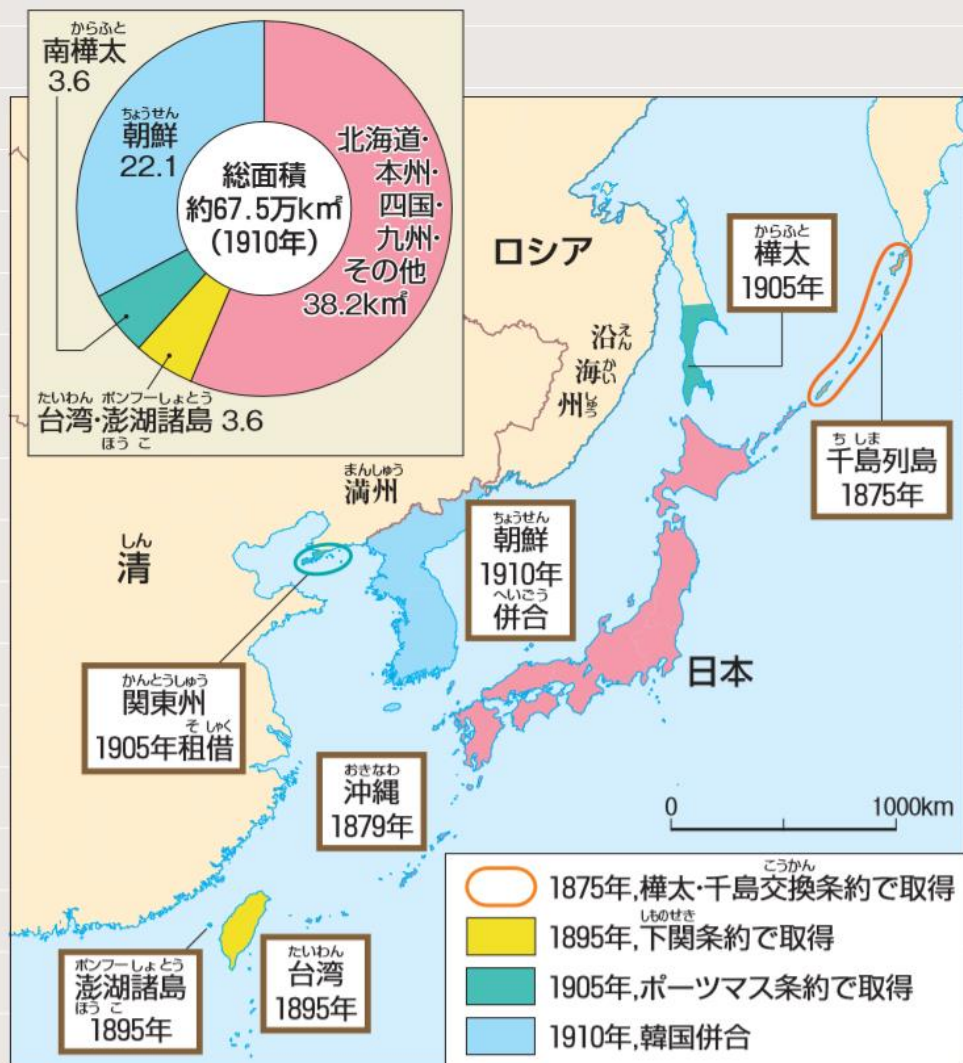 からふと
南樺太
3.6
ちょうせん
朝鮮
22.1
総面積
約67.5万k㎡
(1910年)
北海道・
本州・
四国・
九州・
その他
38.2k㎡
たいわん ポンフーしょとう
台湾・澎湖諸島 3.6
ほう こ
ロシア
沿海州
えん かい しゅう
からふと
樺太
1905年
ち しま
千島列島
1875年
まんしゅう
満州
しん
清
ちょうせん
朝鮮
1910年
へいごう
併合
日本
かんとうしゅう
関東州
そ しゃく
1905年租借
おきなわ
沖縄
1879年
0 1000km
ポンフーしょとう
澎湖諸島
ほう こ
1895年
たいわん
台湾
1895年
こうかん
1875年,樺太・千島交換条約で取得
しものせき
1895年,下関条約で取得
1905年,ポーツマス条約で取得
1910年,韓国併合